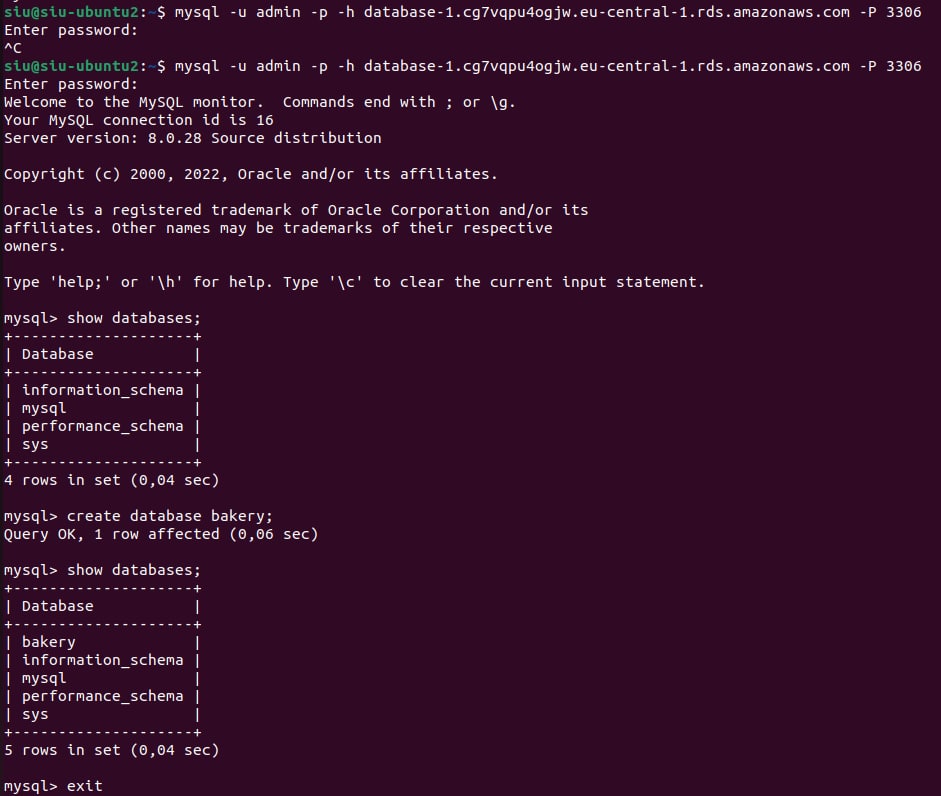 siu@siu-ubuntu2:~$ mysql -u admin -p -h database-1.cg7vqpu4ogjw.eu-central-1.rds.amazonaws.com -P 3306
Enter password:
^C
siu@siu-ubuntu2:~$ mysql -u admin -p -h database-1.cg7vqpu4ogjw.eu-central-1.rds.amazonaws.com -P 3306
Enter password:
Welcome to the MySQL monitor.  Commands end with ; or \g.
Your MySQL connection id is 16
Server version: 8.0.28 Source distribution

Copyright (c) 2000, 2022, Oracle and/or its affiliates.

Oracle is a registered trademark of Oracle Corporation and/or its
affiliates. Other names may be trademarks of their respective
owners.

Type 'help;' or '\h' for help. Type '\c' to clear the current input statement.

mysql> show databases;
+--------------------+
| Database           |
+--------------------+
| information_schema |
| mysql              |
| performance_schema |
| sys                |
+--------------------+
4 rows in set (0,04 sec)

mysql> create database bakery;
Query OK, 1 row affected (0,06 sec)

mysql> show databases;
+--------------------+
| Database           |
+--------------------+
| bakery             |
| information_schema |
| mysql              |
| performance_schema |
| sys                |
+--------------------+
5 rows in set (0,04 sec)

mysql> exit